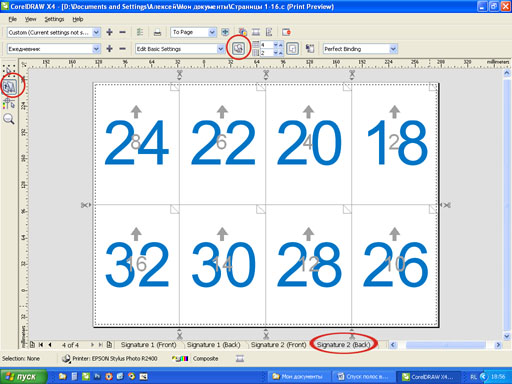 CorelDRAW X4 - [D:\Documents and Settings\Алексей\Мои документы\Страницы 1-16.c (Print Preview)
File View Settings Help
Custom (Current settings not s To Page
Ежедневник Edit Basic Settings 4 2 Perfect Binding
millimeters
24 22 20 18
8 6 4 2
32 30 28 26
16 14 12 10
4 of 4 Signature 1 (Front) Signature 1 (Back) Signature 2 (Front) Signature 2 (Back)
Selection: None Printer: EPSON Stylus Photo R2400 Composite
пуск Мои документы Спуск полос в... CorelDRAW X4 - [D:... RL 18:56